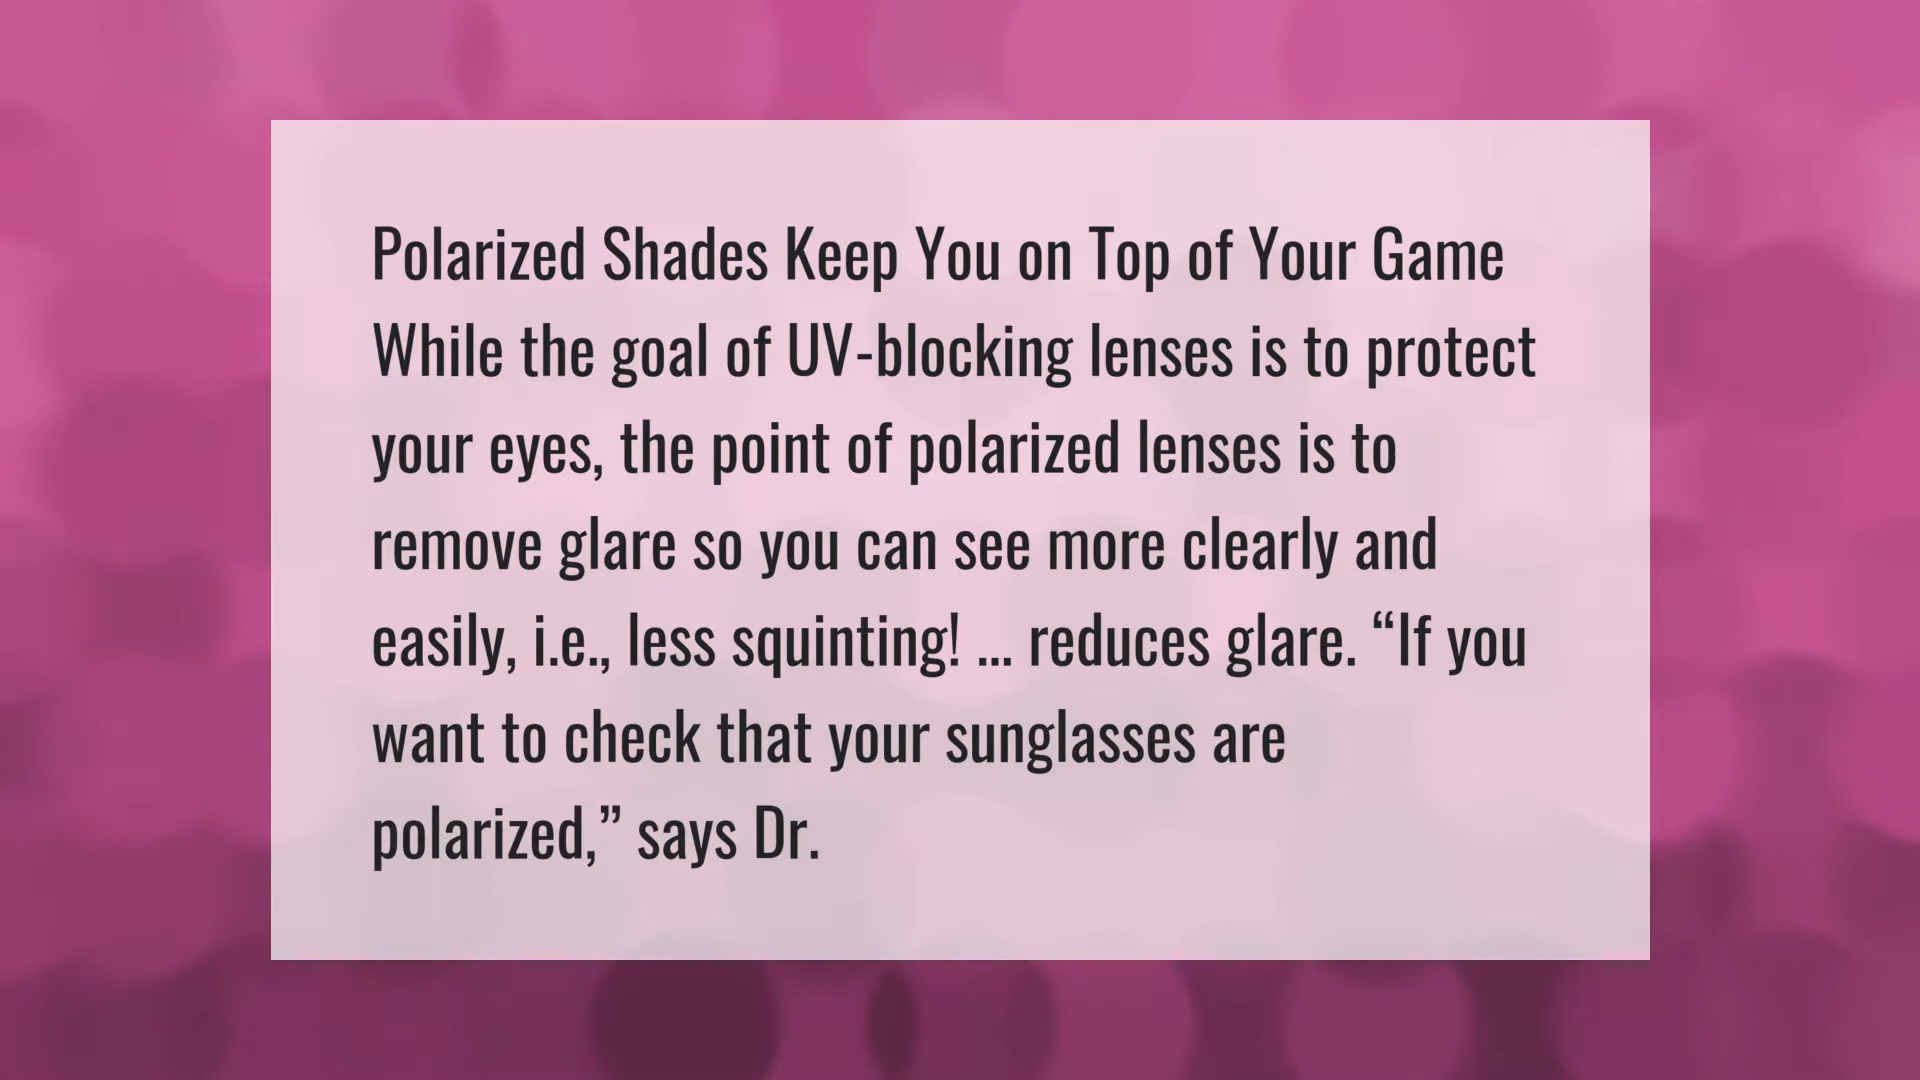 Polarized Shades Keep You on Top of Your Game
While the goal of UV-blocking lenses is to protect
your eyes, the point of polarized lenses is to
remove glare so you can see more clearly and
easily, i.e., less squinting! ... reduces glare. “If you
want to check that your sunglasses are
polarized,” says Dr.